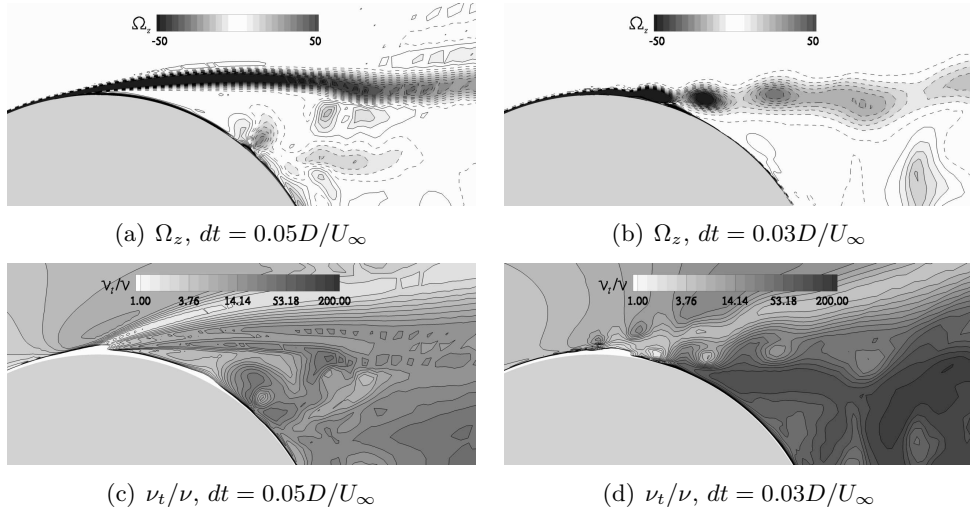 Ω_z
-50 50
Ω_z
-50 50
(a) Ω_z, dt = 0.05D/U_∞
(b) Ω_z, dt = 0.03D/U_∞
ν_t/ν
1.00 3.76 14.14 53.18 200.00
ν_t/ν
1.00 3.76 14.14 53.18 200.00
(c) ν_t/ν, dt = 0.05D/U_∞
(d) ν_t/ν, dt = 0.03D/U_∞